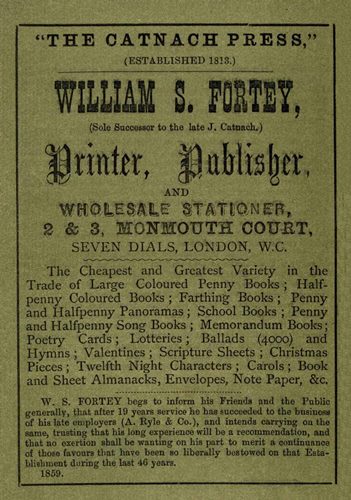 "THE CATNACH PRESS,"
(ESTABLISHED 1813.)
WILLIAM S. FORTEY,
(Sole Successor to the late J. Catnach,)
Printer, Publisher,
AND
WHOLESALE STATIONER,
2 & 3, MONMOUTH COURT,
SEVEN DIALS, LONDON, W.C.
The Cheapest and Greatest Variety in the
Trade of Large Coloured Penny Books ; Half-
penny Coloured Books ; Farthing Books ; Penny
and Halfpenny Panoramas ; School Books ; Penny
and Halfpenny Song Books ; Memorandum Books ;
Poetry Cards ; Lotteries ; Ballads (4000) and
Hymns ; Valentines ; Scripture Sheets ; Christmas
Pieces ; Twelfth Night Characters ; Carols ; Book
and Sheet Almanacks, Envelopes, Note Paper, &c.
W. S. FORTEY begs to inform his Friends and the Public
generally, that after 19 years service he has succeeded to the business
of his late employers (A. Ryle & Co.), and intends carrying on the
same, trusting that his long experience will be a recommendation, and
that no exertion shall be wanting on his part to merit a continuance
of those favours that have been so liberally bestowed on that Esta-
blishment during the last 46 years.
1859.